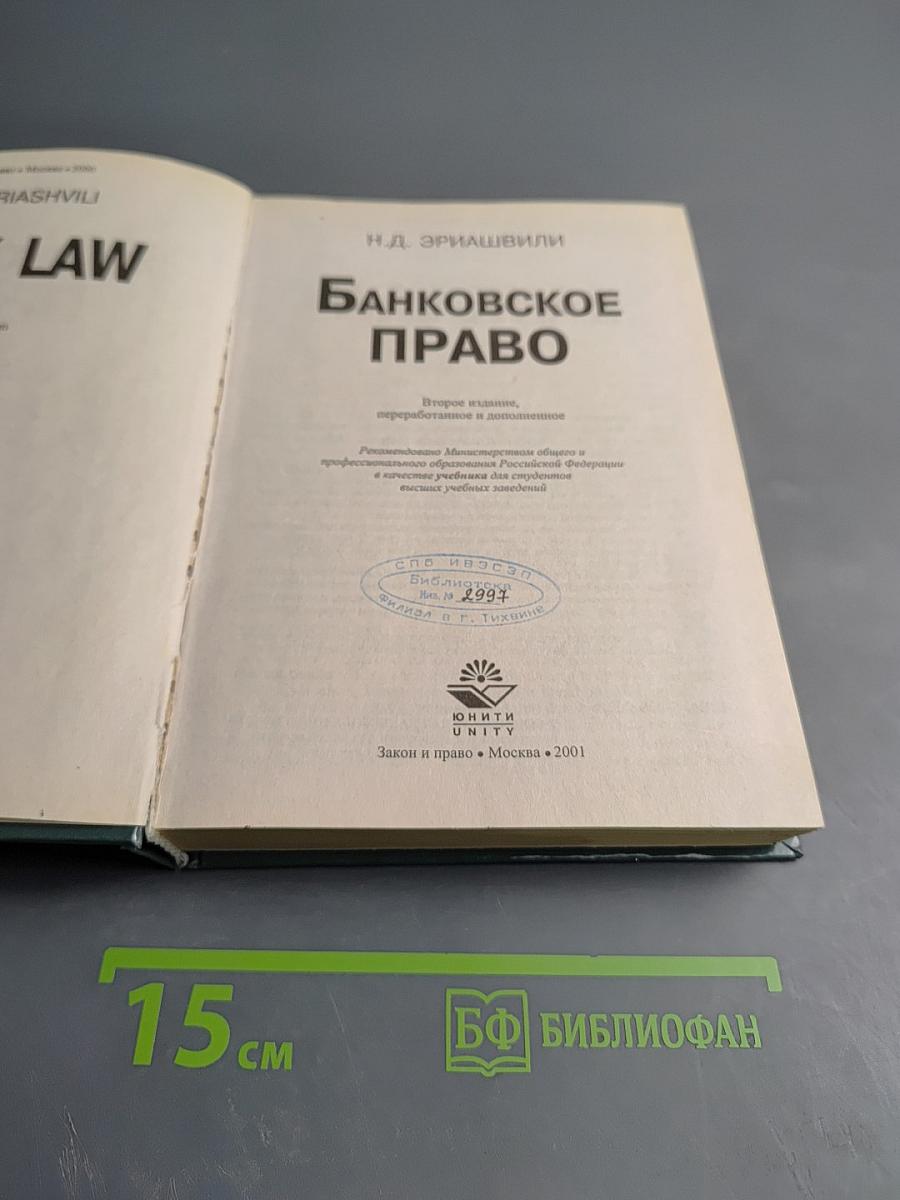 Москва • 2000
RIASHVILI
LAW
Н.Д. ЭРИАШВИЛИ
БАНКОВСКОЕ
ПРАВО
Второе издание,
переработанное и дополненное
Рекомендовано Министерством общего и
профессионального образования Российской Федерации
в качестве учебника для студентов
высших учебных заведений
СПБ ИВЭСЭП
Библиотека
Инв. № 2997
Филиал в г. Тихвине
ЮНИТИ
UNITY
Закон и право • Москва • 2001
15 см
БФ БИБЛИОФАН